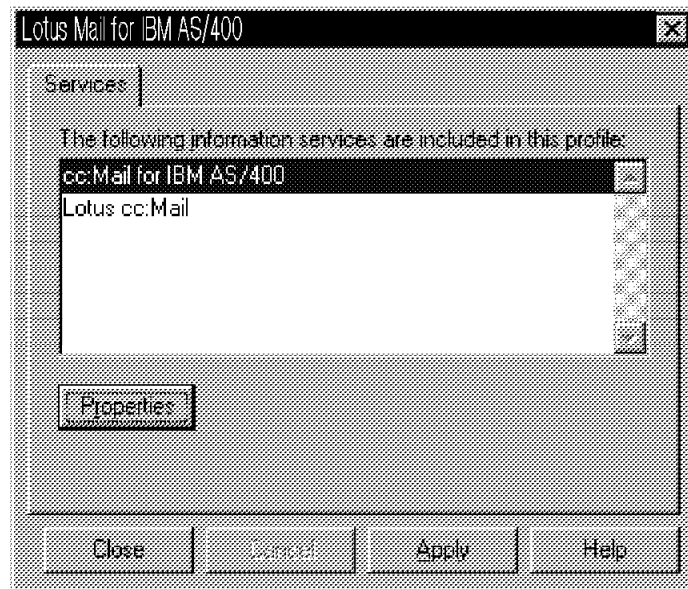 Lotus Mail for IBM AS/400
Services
The following information services are included in this profile:
cc:Mail for IBM AS/400
Lotus cc:Mail
Properties
Close Cancel Apply Help